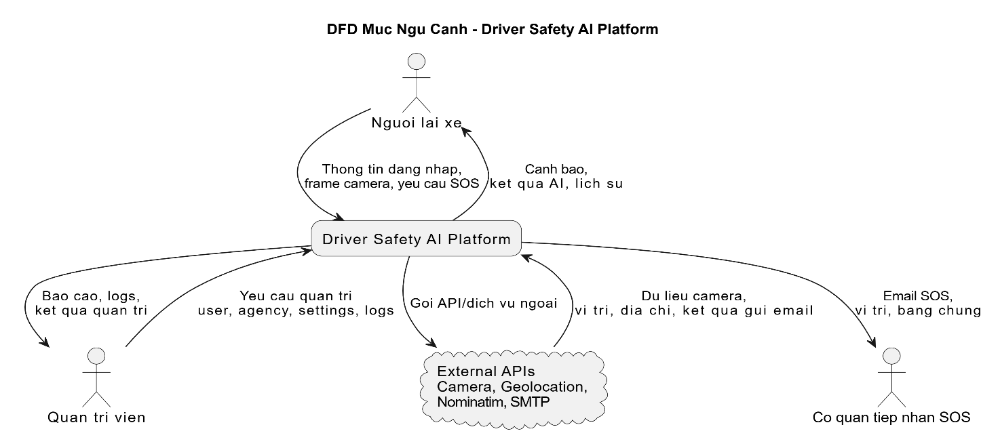 DFD Muc Ngu Canh - Driver Safety AI Platform
Nguoi lai xe
Thong tin dang nhap,
frame camera, yeu cau SOS
Canh bao,
ket qua AI, lich su
Driver Safety AI Platform
Bao cao, logs,
ket qua quan tri
Yeu cau quan tri
user, agency, settings, logs
Goi API/dich vu ngoai
Du lieu camera,
vi tri, dia chi, ket qua gui email
Email SOS,
vi tri, bang chung
Quan tri vien
External APIs
Camera, Geolocation,
Nominatim, SMTP
Co quan tiep nhan SOS